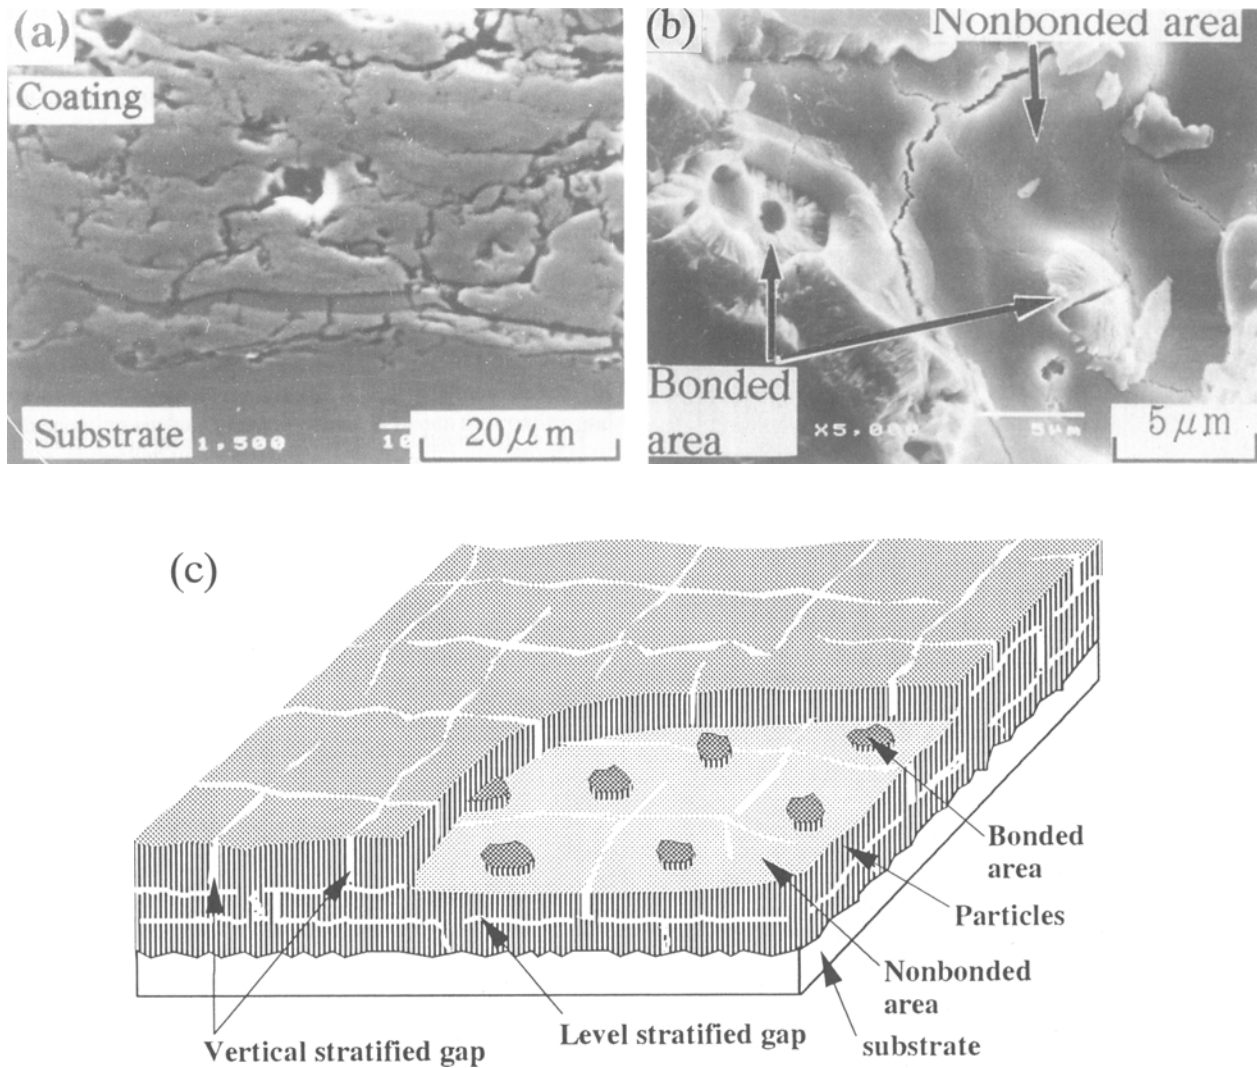 (a)
Coating
Substrate
1,500
10
20μm
(b)
Nonbonded area
Bonded
area
X5,000
5μm
5μm
(c)
Bonded
area
Particles
Nonbonded
area
substrate
Level stratified gap
Vertical stratified gap